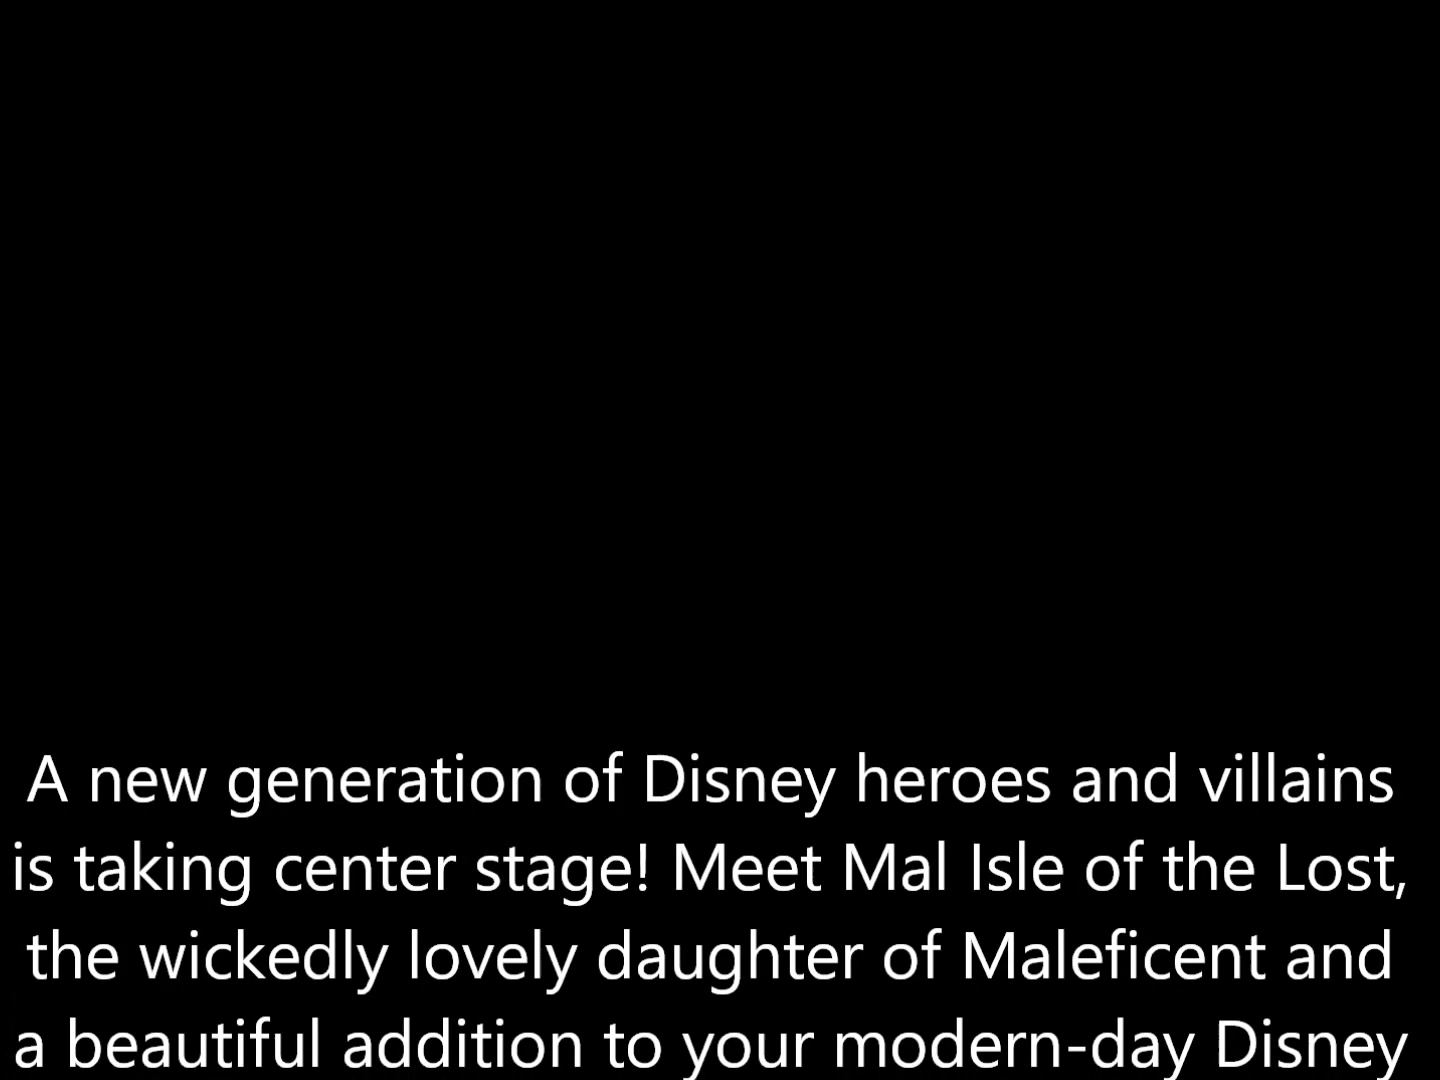 A new generation of Disney heroes and villains
is taking center stage! Meet Mal Isle of the Lost,
the wickedly lovely daughter of Maleficent and
a beautiful addition to your modern-day Disney